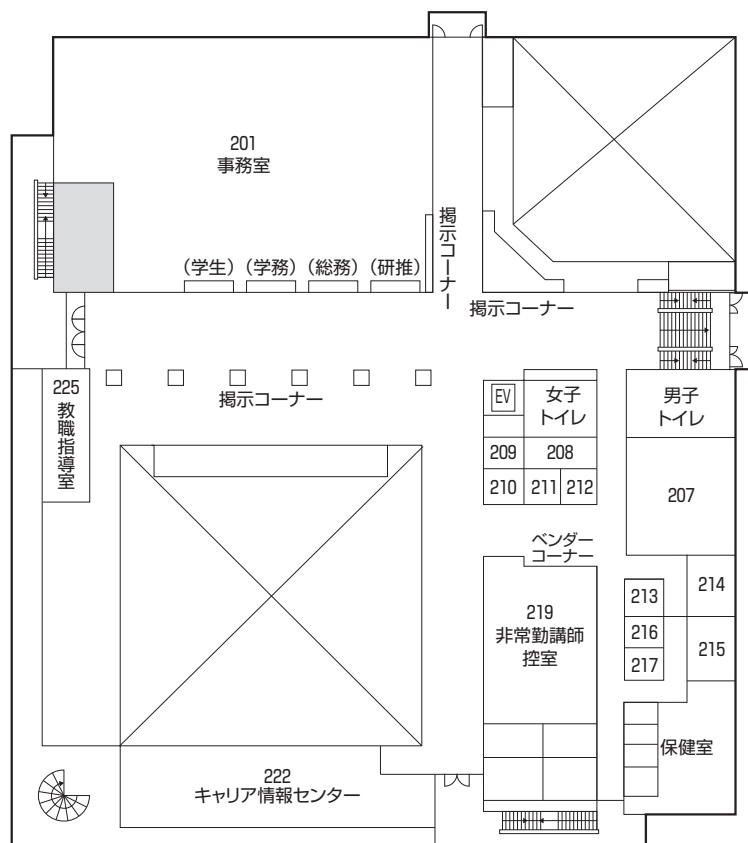 201
事務室
掲示コーナー
(学生)
(学務)
(総務)
(研推)
掲示コーナー
225
教職指導室
掲示コーナー
EV
女子
トイレ
男子
トイレ
209
208
210
211
212
207
ベンダー
コーナー
219
非常勤講師
控室
213
214
216
217
215
保健室
222
キャリア情報センター